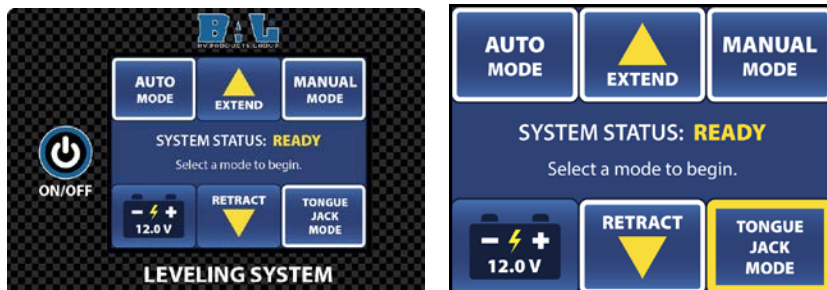 BAL
RV PRODUCTS GROUP
AUTO
MODE
EXTEND
MANUAL
MODE
SYSTEM STATUS: READY
Select a mode to begin.
ON/OFF
12.0 V
RETRACT
TONGUE
JACK
MODE
LEVELING SYSTEM
AUTO
MODE
EXTEND
MANUAL
MODE
SYSTEM STATUS: READY
Select a mode to begin.
12.0 V
RETRACT
TONGUE
JACK
MODE